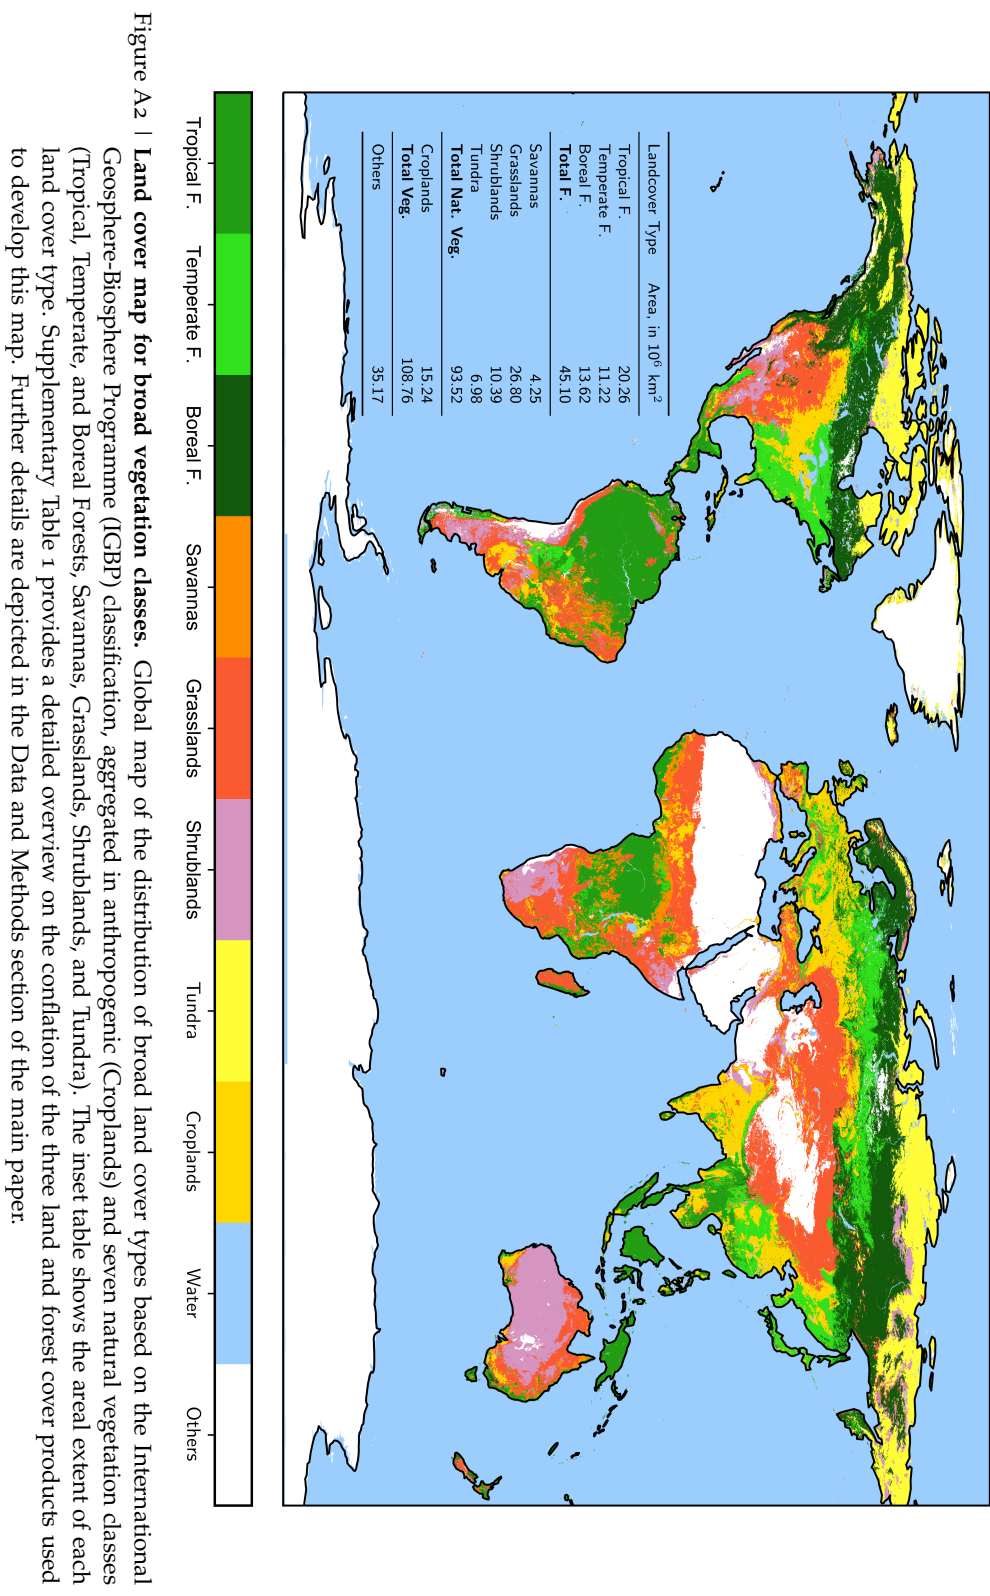 Landcover Type Area, in 10⁶ km²
Tropical F. 20.26
Temperate F. 11.22
Boreal F. 13.62
Total F. 45.10
Savannas 4.25
Grasslands 26.80
Shrublands 10.39
Tundra 6.98
Total Nat. Veg. 93.52
Croplands 15.24
Total Veg. 108.76
Others 35.17
Tropical F. Temperate F. Boreal F. Savannas Grasslands Shrublands Tundra Croplands Water Others
Figure A2 | Land cover map for broad vegetation classes. Global map of the distribution of broad land cover types based on the International
Geosphere-Biosphere Programme (IGBP) classification, aggregated in anthropogenic (Croplands) and seven natural vegetation classes
(Tropical, Temperate, and Boreal Forests, Savannas, Grasslands, Shrublands, and Tundra). The inset table shows the areal extent of each
land cover type. Supplementary Table 1 provides a detailed overview on the conflation of the three land and forest cover products used
to develop this map. Further details are depicted in the Data and Methods section of the main paper.